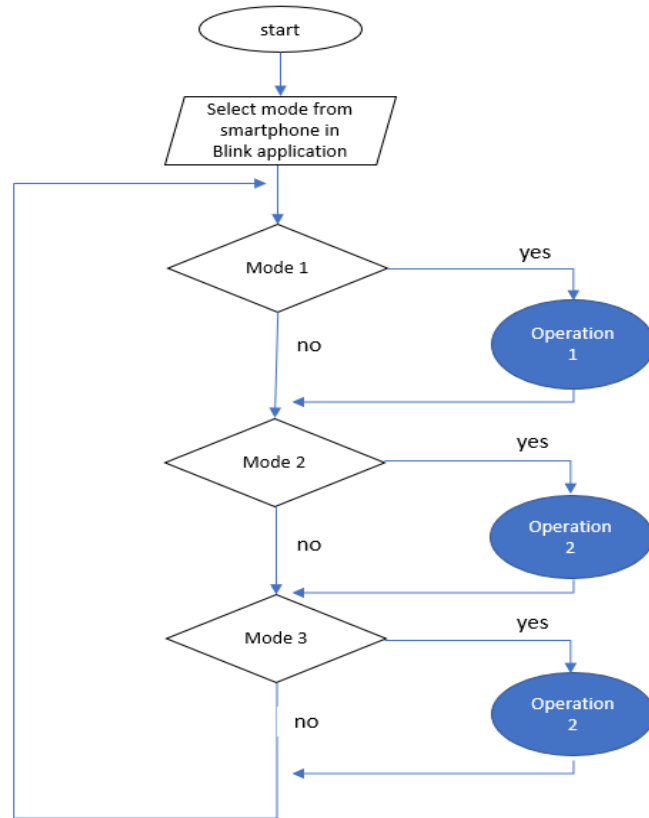 start
Select mode from
smartphone in
Blink application
Mode 1
yes
Operation
1
no
Mode 2
yes
Operation
2
no
Mode 3
yes
Operation
2
no